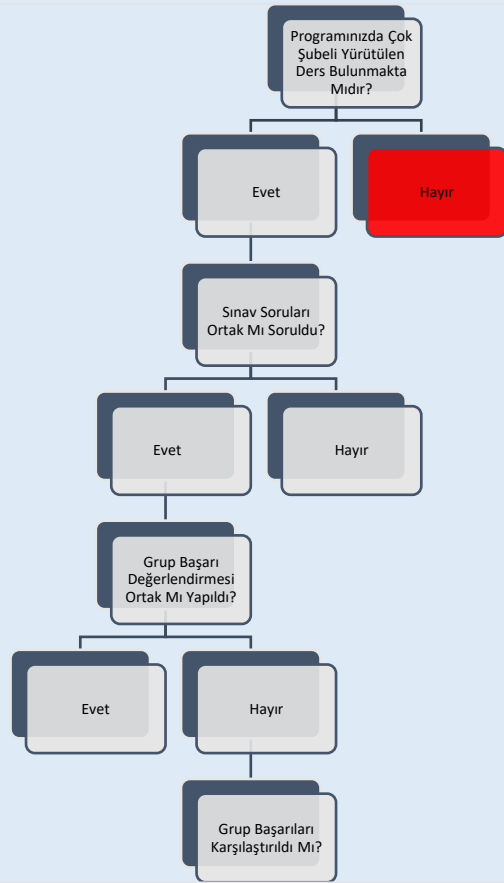 Programınızda Çok
Şubeli Yürütülen
Ders Bulunmakta
Mıdır?
Evet
Hayır
Sınav Soruları
Ortak Mı Soruldu?
Evet
Hayır
Grup Başarı
Değerlendirmesi
Ortak Mı Yapıldı?
Evet
Hayır
Grup Başarıları
Karşılaştırıldı Mı?